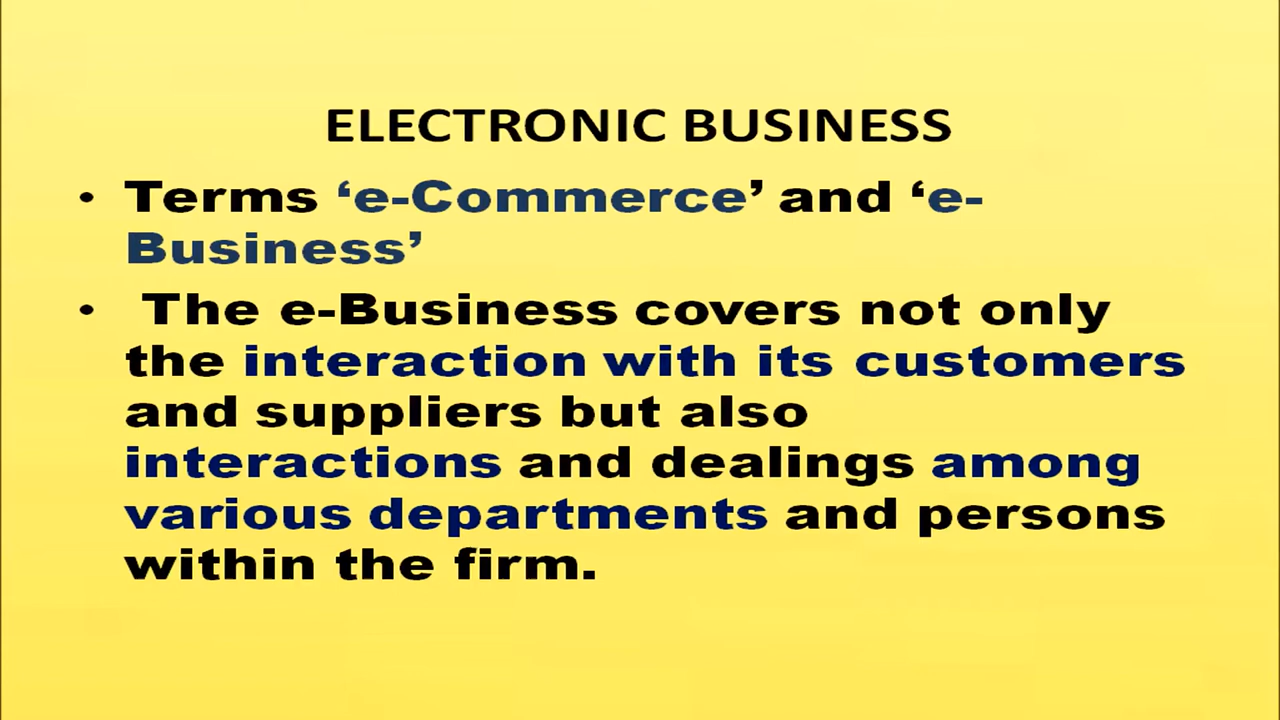 ELECTRONIC BUSINESS
• Terms ‘e-Commerce’ and ‘e-
Business’
• The e-Business covers not only
the interaction with its customers
and suppliers but also
interactions and dealings among
various departments and persons
within the firm.